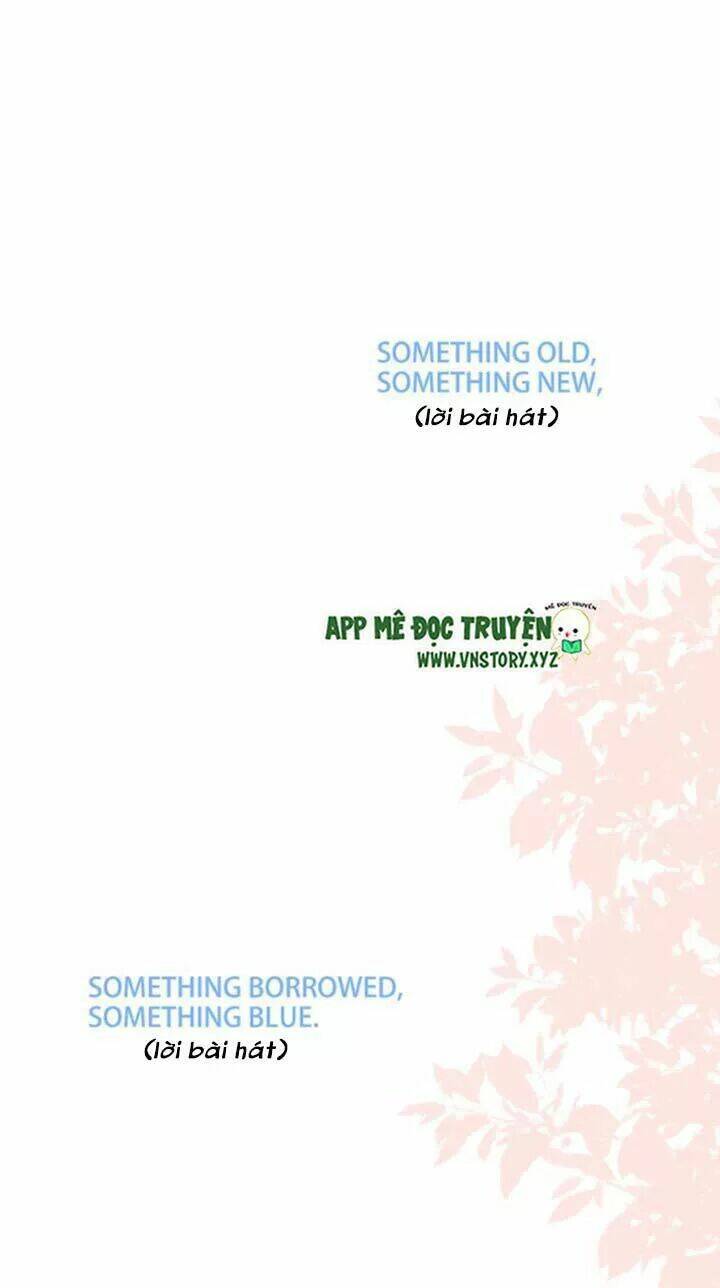 SOMETHING OLD,
SOMETHING NEW,
(lời bài hát)
MÊ ĐỌC TRUYỆN
APP MÊ ĐỌC TRUYỆN
WWW.VNSTORY.XYZ
SOMETHING BORROWED,
SOMETHING BLUE.
(lời bài hát)